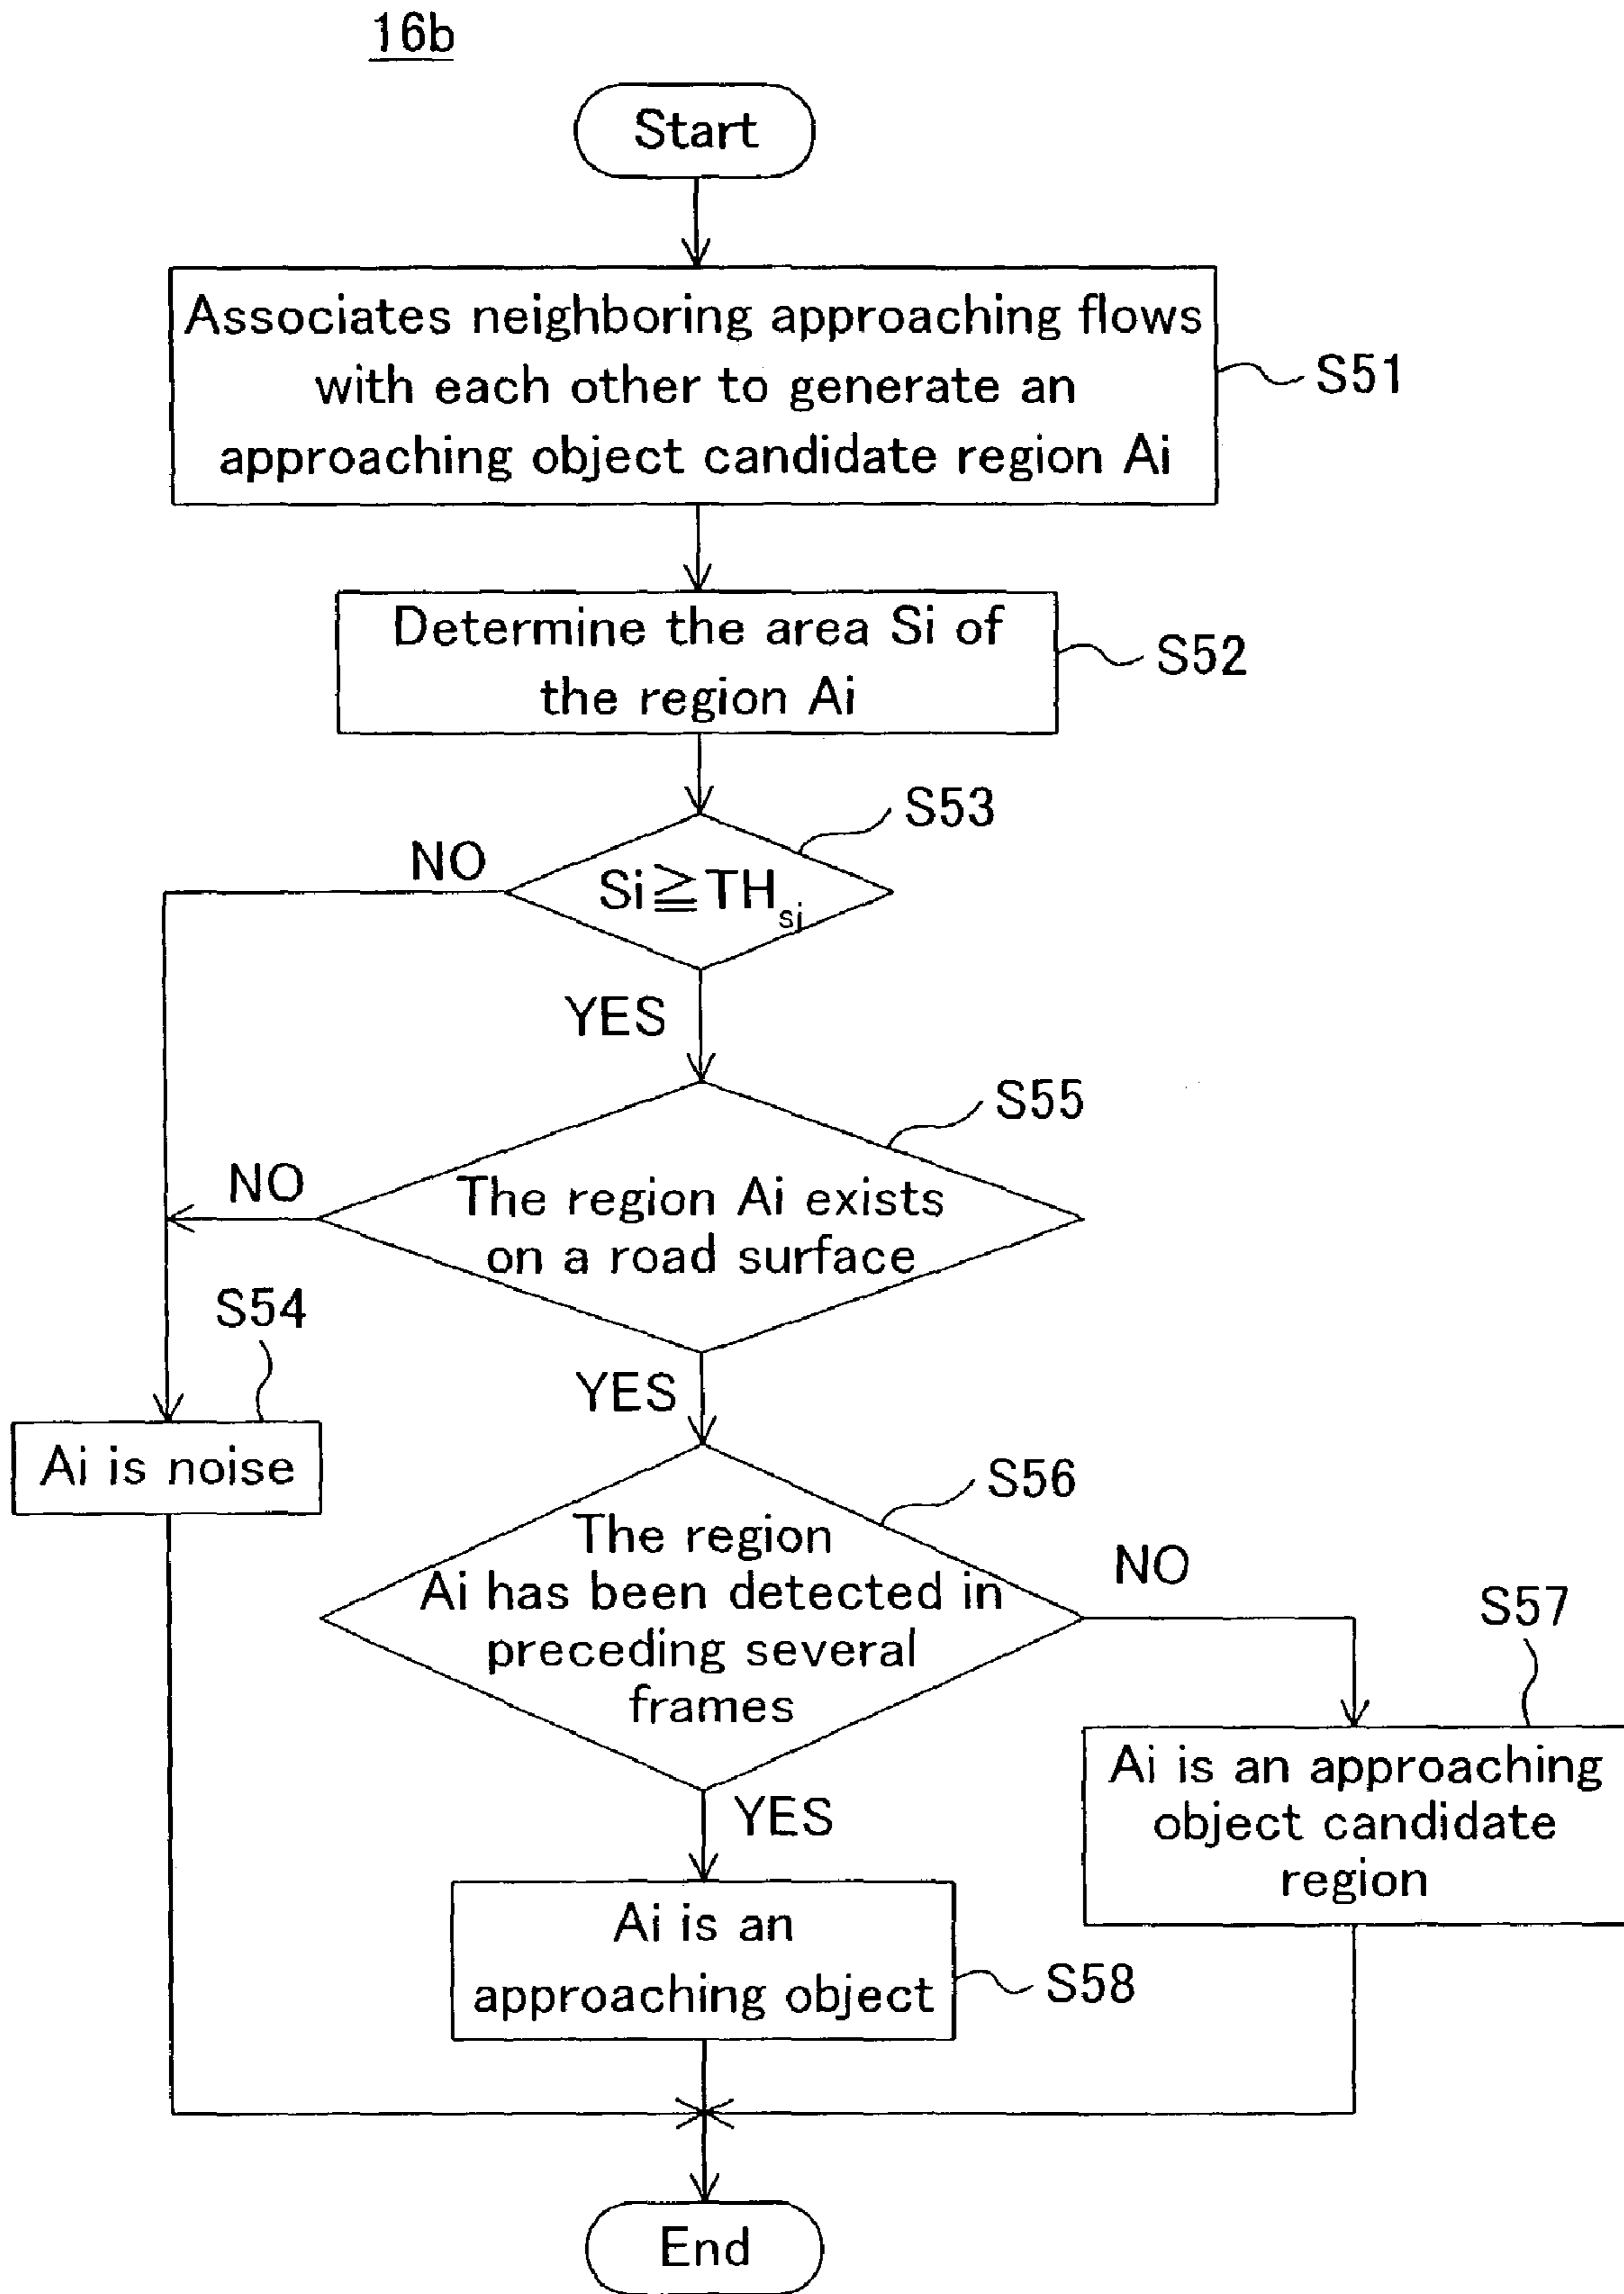 16b
Start
Associates neighboring approaching flows
with each other to generate an
approaching object candidate region Ai
S51
Determine the area Si of
the region Ai
S52
S53
NO
Si≧THsi
YES
S55
NO
The region Ai exists
on a road surface
S54
YES
Ai is noise
S56
The region
Ai has been detected in
preceding several
frames
NO
S57
Ai is an approaching
object candidate
region
YES
Ai is an
approaching object
S58
End